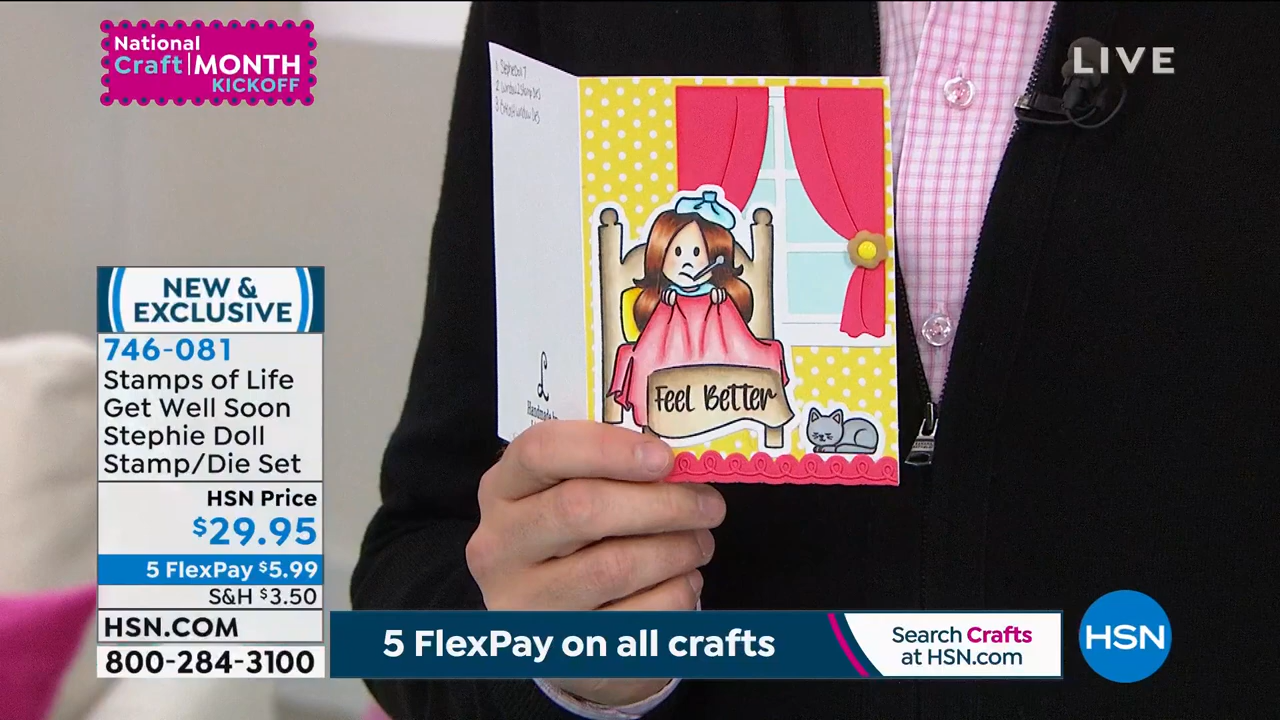 National
Craft MONTH
KICKOFF
LIVE
Feel Better
NEW &
EXCLUSIVE
746-081
Stamps of Life
Get Well Soon
Stephie Doll
Stamp/Die Set
HSN Price
$29.95
5 FlexPay $5.99
S&H $3.50
HSN.COM
800-284-3100
Handmade by
5 FlexPay on all crafts
Search Crafts
at HSN.com
HSN